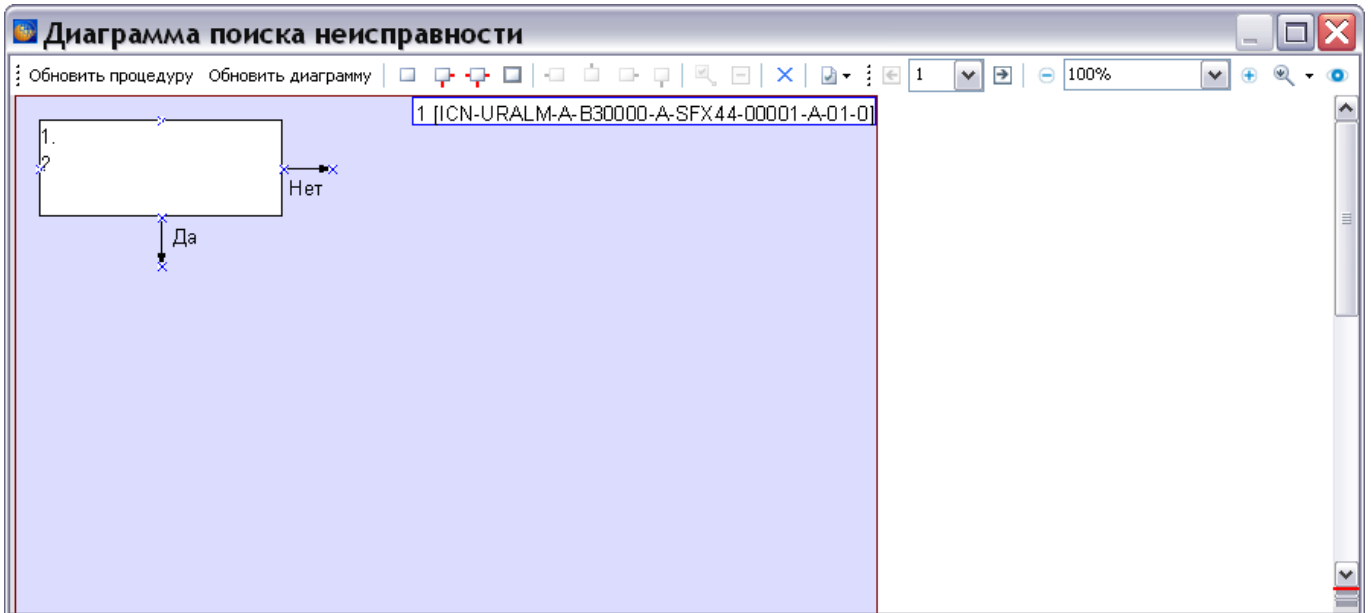 Диаграмма поиска неисправности
Обновить процедуру Обновить диаграмму 1 100%
1 [ICN-URALM-A-B30000-A-SFX44-00001-A-01-0]
1.
?
Нет
Да